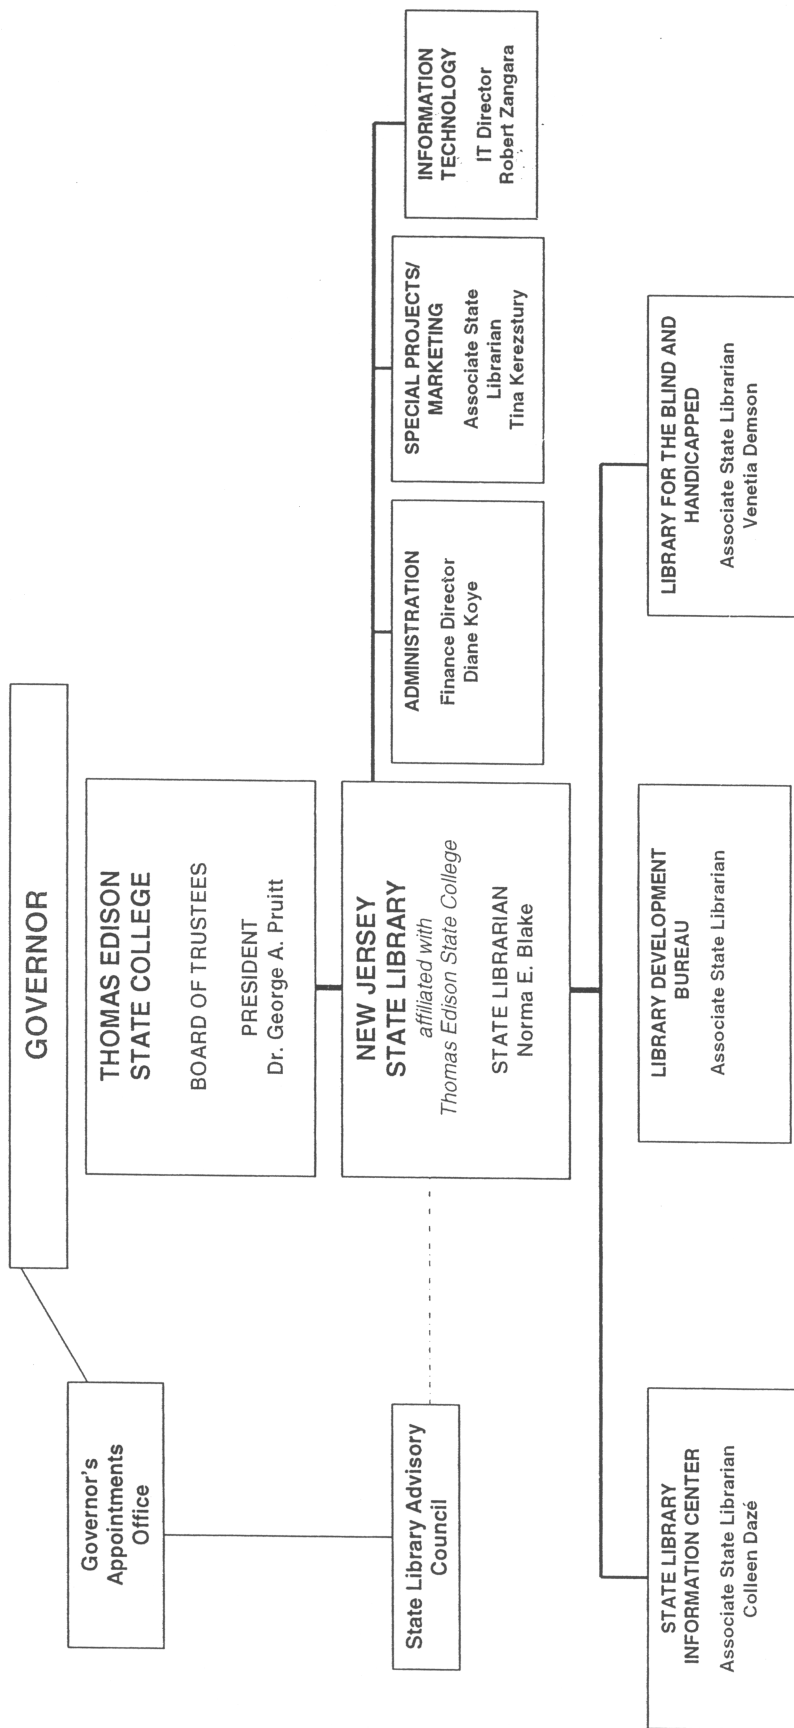 GOVERNOR
Governor's
Appointments
Office
THOMAS EDISON
STATE COLLEGE
BOARD OF TRUSTEES
PRESIDENT
Dr. George A. Pruitt
State Library Advisory
Council
NEW JERSEY
STATE LIBRARY
affiliated with
Thomas Edison State College
STATE LIBRARIAN
Norma E. Blake
ADMINISTRATION
Finance Director
Diane Koye
SPECIAL PROJECTS/
MARKETING
Associate State
Librarian
Tina Kerezstury
INFORMATION
TECHNOLOGY
IT Director
Robert Zangara
STATE LIBRARY
INFORMATION CENTER
Associate State Librarian
Colleen Dazé
LIBRARY DEVELOPMENT
BUREAU
Associate State Librarian
LIBRARY FOR THE BLIND AND
HANDICAPPED
Associate State Librarian
Venetia Demson